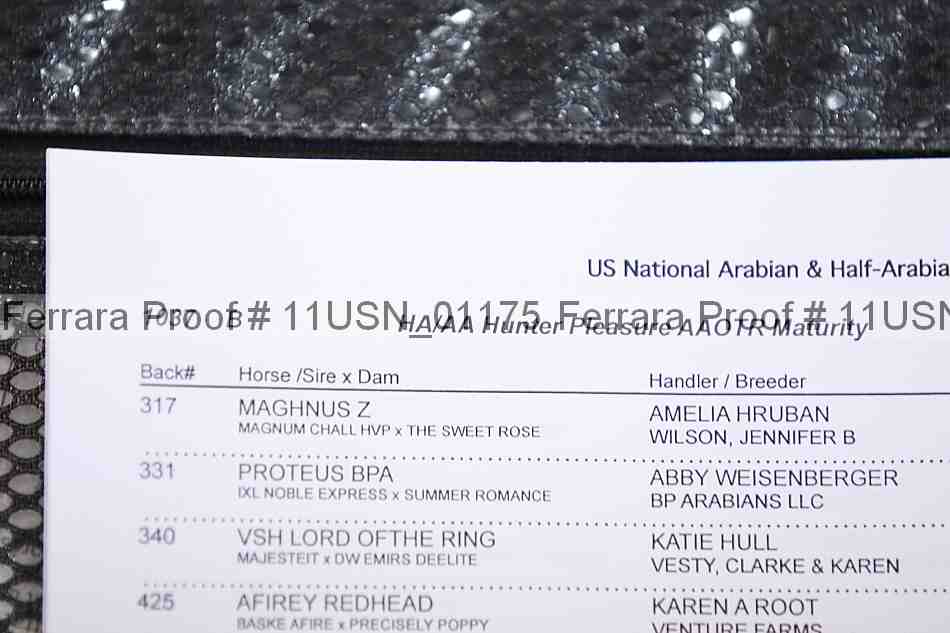 US National Arabian & Half-Arabia
Ferrara Proof # 11USN_01175 Ferrara Proof # 11USN
1037 B HA/AA Hunter Pleasure AAOTR Maturity
Back# Horse /Sire x Dam Handler / Breeder
317 MAGHNUS Z AMELIA HRUBAN
MAGNUM CHALL HVP x THE SWEET ROSE WILSON, JENNIFER B
331 PROTEUS BPA ABBY WEISENBERGER
IXL NOBLE EXPRESS x SUMMER ROMANCE BP ARABIANS LLC
340 VSH LORD OFTHE RING KATIE HULL
MAJESTEIT x DW EMIRS DEELITE VESTY, CLARKE & KAREN
425 AFIREY REDHEAD KAREN A ROOT
BASKE AFIRE x PRECISELY POPPY VENTURE FARMS